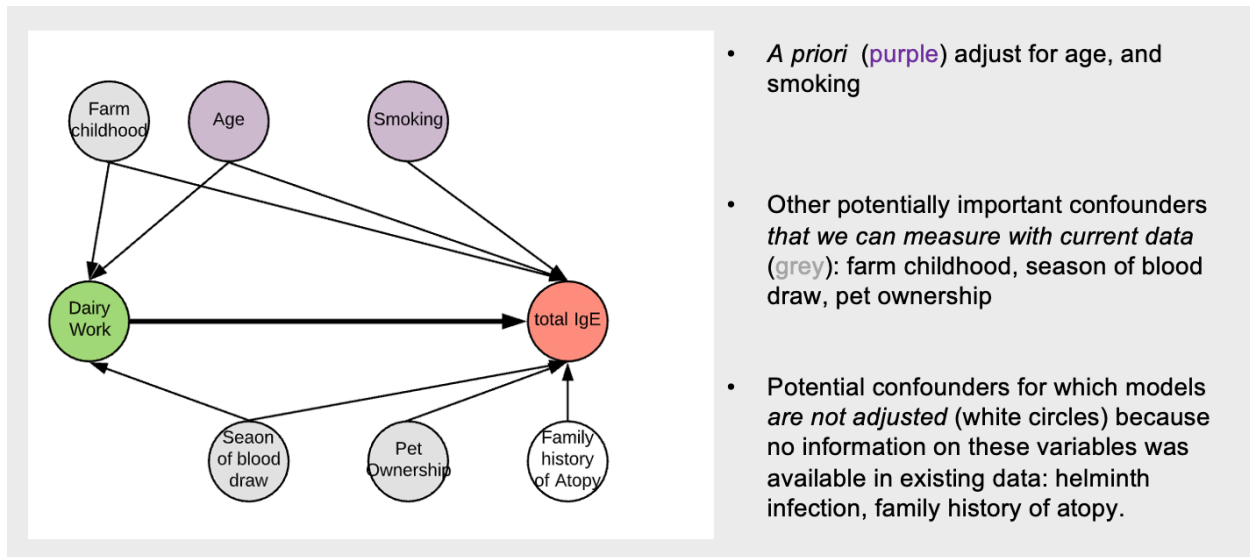 Farm
childhood
Age
Smoking
Dairy
Work
total IgE
Seaon
of blood
draw
Pet
Ownership
Family
history
of Atopy
• A priori (purple) adjust for age, and
smoking
• Other potentially important confounders
that we can measure with current data
(grey): farm childhood, season of blood
draw, pet ownership
• Potential confounders for which models
are not adjusted (white circles) because
no information on these variables was
available in existing data: helminth
infection, family history of atopy.